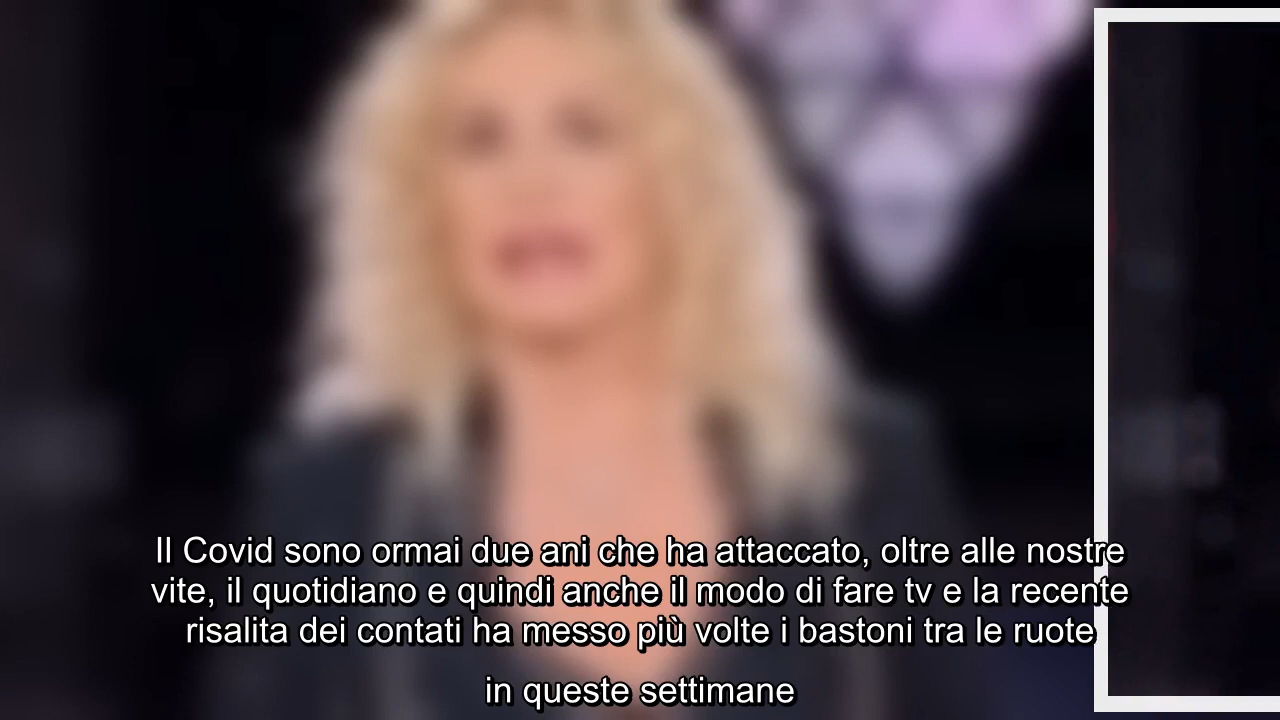 Il Covid sono ormai due ani che ha attaccato, oltre alle nostre
vite, il quotidiano e quindi anche il modo di fare tv e la recente
risalita dei contati ha messo più volte i bastoni tra le ruote
in queste settimane